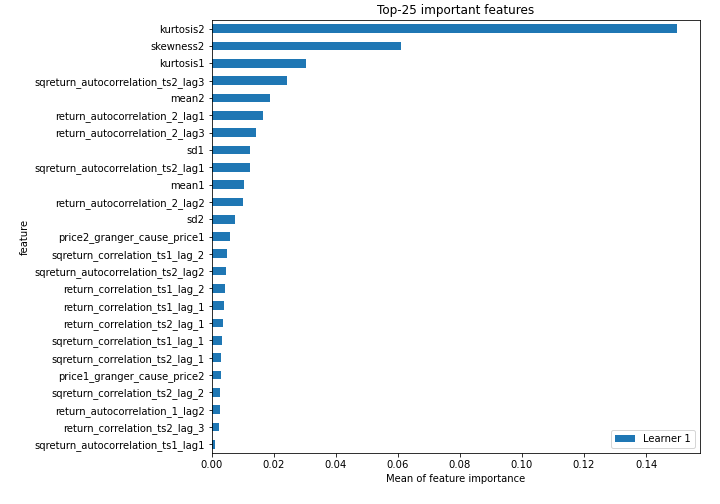 Top-25 important features
kurtosis2
skewness2
kurtosis1
sqreturn_autocorrelation_ts2_lag3
mean2
return_autocorrelation_2_lag1
return_autocorrelation_2_lag3
sd1
sqreturn_autocorrelation_ts2_lag1
mean1
return_autocorrelation_2_lag2
sd2
price2_granger_cause_price1
sqreturn_correlation_ts1_lag_2
sqreturn_autocorrelation_ts2_lag2
return_correlation_ts1_lag_2
return_correlation_ts1_lag_1
return_correlation_ts2_lag_1
sqreturn_correlation_ts1_lag_1
sqreturn_correlation_ts2_lag_1
price1_granger_cause_price2
sqreturn_correlation_ts2_lag_2
return_autocorrelation_1_lag2
return_correlation_ts2_lag_3
sqreturn_autocorrelation_ts1_lag1
feature
Learner 1
0.00 0.02 0.04 0.06 0.08 0.10 0.12 0.14
Mean of feature importance